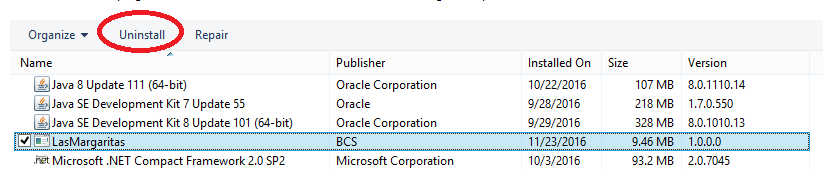 Organize Uninstall Repair
Name Publisher Installed On Size Version
Java 8 Update 111 (64-bit) Oracle Corporation 10/22/2016 107 MB 8.0.1110.14
Java SE Development Kit 7 Update 55 Oracle 9/28/2016 218 MB 1.7.0.550
Java SE Development Kit 8 Update 101 (64-bit) Oracle Corporation 9/29/2016 328 MB 8.0.1010.13
LasMargaritas BCS 11/23/2016 9.46 MB 1.0.0.0
.net Microsoft .NET Compact Framework 2.0 SP2 Microsoft Corporation 10/3/2016 93.2 MB 2.0.7045